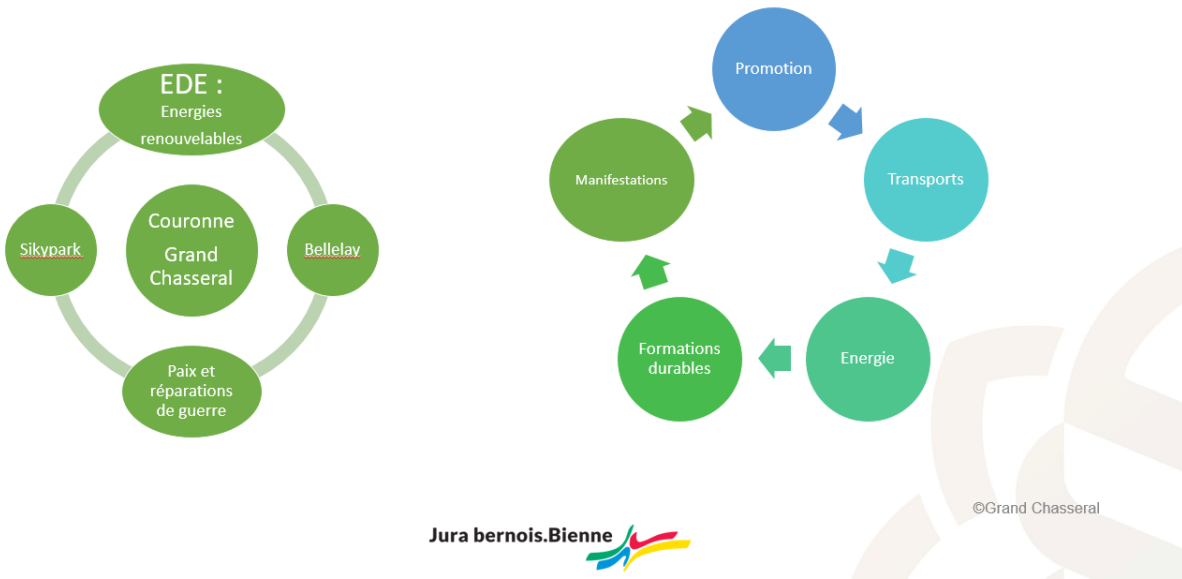 EDE :
Energies
renouvelables
Sikypark
Couronne
Grand
Chasseral
Bellelay
Paix et
réparations
de guerre
Promotion
Transports
Energie
Formations
durables
Manifestations
©Grand Chasseral
Jura bernois.Bienne